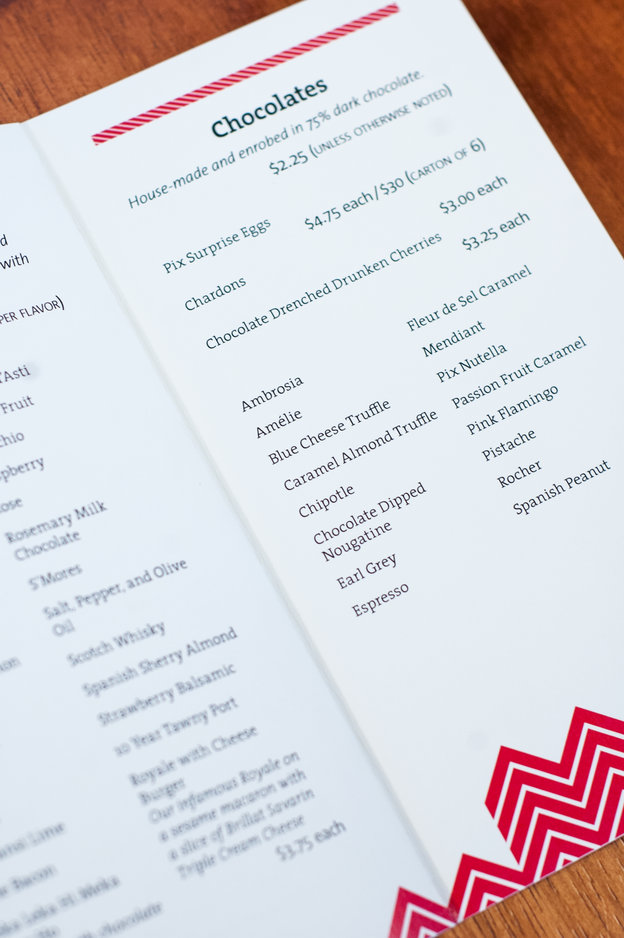 d
with
PER FLAVOR)
'Asti
Fruit
chio
spberry
ose
Rosemary Milk
Chocolate
S'Mores
Salt, Pepper, and Olive
Oil
Scotch Whisky
Spanish Sherry Almond
Strawberry Balsamic
10 Year Tawny Port
Royale with Cheese
Burger
Our infamous Royale on
a sesame macaron with
a slice of Brillat Savarin
Triple Cream Cheese
$3.75 each
Lime
Bacon
chocolate
Chocolates
House-made and enrobed in 75% dark chocolate.
$2.25 (UNLESS OTHERWISE NOTED)
Pix Surprise Eggs $4.75 each/$30 (CARTON OF 6)
Chardons $3.00 each
Chocolate Drenched Drunken Cherries $3.25 each
Ambrosia
Amélie
Blue Cheese Truffle
Caramel Almond Truffle
Chipotle
Chocolate Dipped
Nougatine
Earl Grey
Espresso
Fleur de Sel Caramel
Mendiant
Pix Nutella
Passion Fruit Caramel
Pink Flamingo
Pistache
Rocher
Spanish Peanut